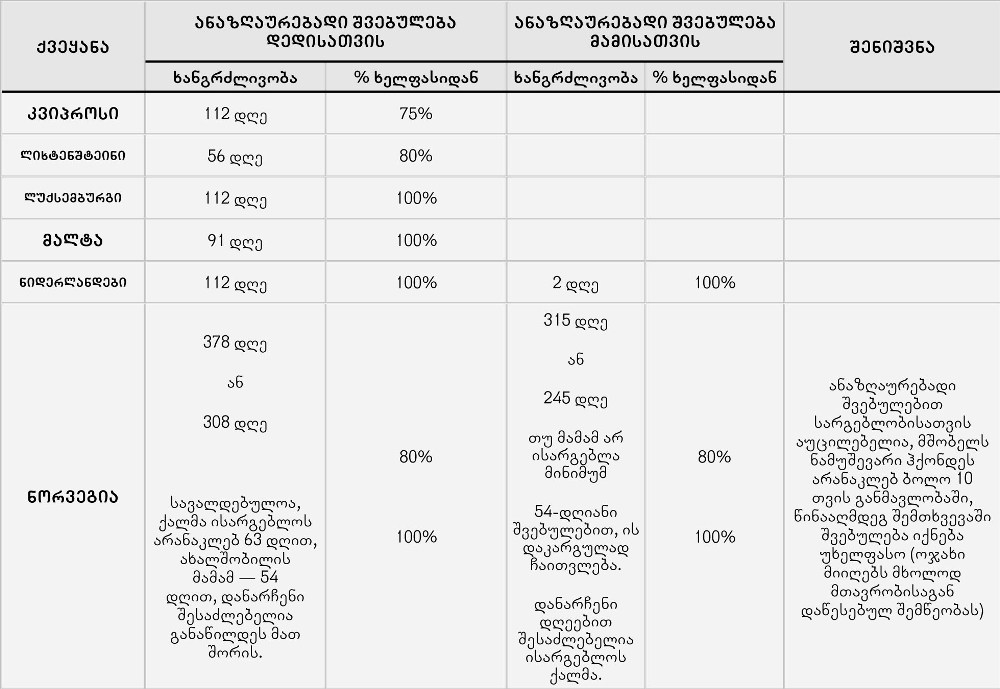 ქვეყანა
ანაზღაურებადი შვებულება
დედისათვის
ანაზღაურებადი შვებულება
მამისათვის
შენიშვნა
ხანგრძლივობა
% ხელფასიდან
ხანგრძლივობა
% ხელფასიდან
კვიპროსი
112 დღე
75%
ლიხტენშტეინი
56 დღე
80%
ლუქსემბურგი
112 დღე
100%
მალტა
91 დღე
100%
ნიდერლანდები
112 დღე
100%
2 დღე
100%
ნორვეგია
378 დღე
ან
308 დღე
სავალდებულოა,
ქალმა ისარგებლოს
არანაკლებ 63 დღით,
ახალშობილის
მამამ — 54
დღით, დანარჩენი
შესაძლებელია
განაწილდეს მათ
შორის.
80%
100%
315 დღე
ან
245 დღე
თუ მამამ არ
ისარგებლა
მინიმუმ
54-დღიანი
შვებულებით, ის
დაკარგულად
ჩაითვლება.
დანარჩენი
დღეებით
შესაძლებელია
ისარგებლოს
ქალმა.
80%
100%
ანაზღაურებადი
შვებულებით
სარგებლობისათვის
აუცილებელია, მშობელს
ნამუშევარი ჰქონდეს
არანაკლებ ბოლო 10
თვის განმავლობაში,
წინააღმდეგ შემთხვევაში
შვებულება იქნება
უხელფასო (ოჯახი
მიიღებს მხოლოდ
მთავრობისაგან
დაწესებულ შემწეობას)